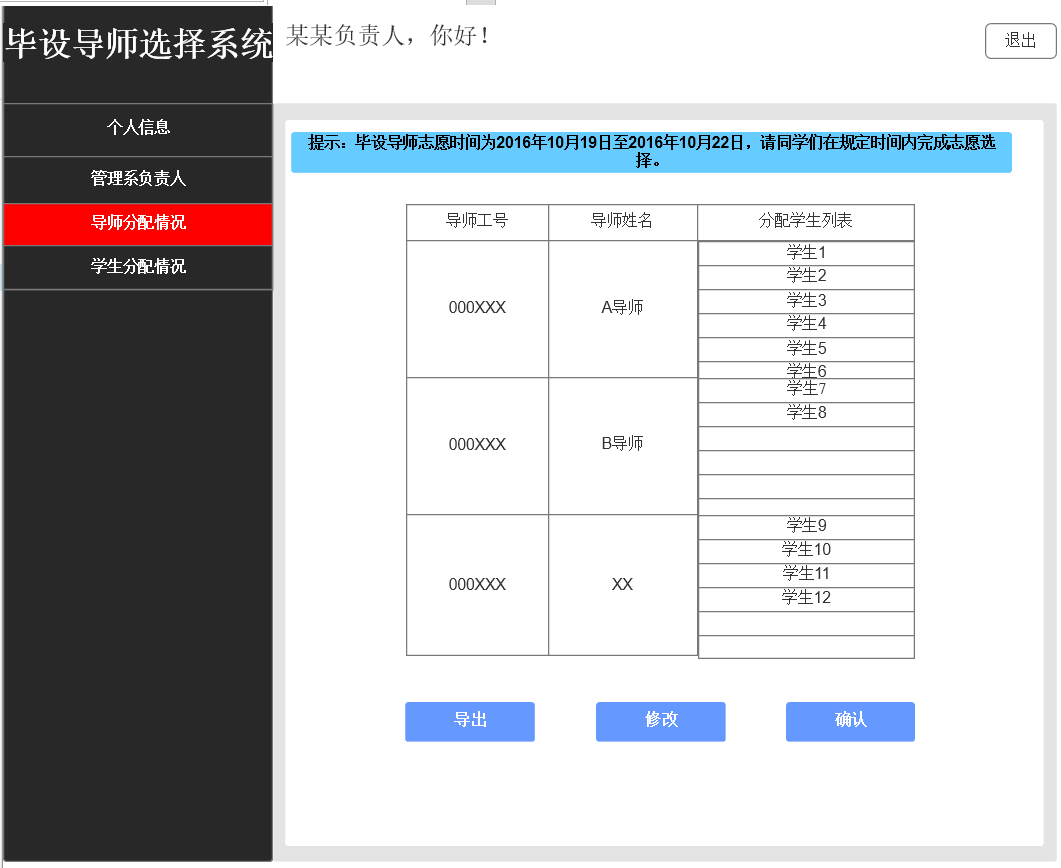 毕设导师选择系统
某某负责人，你好！
退出
个人信息
管理系负责人
导师分配情况
学生分配情况
提示：毕设导师志愿时间为2016年10月19日至2016年10月22日，请同学们在规定时间内完成志愿选
择。
导师工号 导师姓名 分配学生列表
000XXX A导师
学生1
学生2
学生3
学生4
学生5
学生6
000XXX B导师
学生7
学生8
000XXX XX
学生9
学生10
学生11
学生12
导出 修改 确认